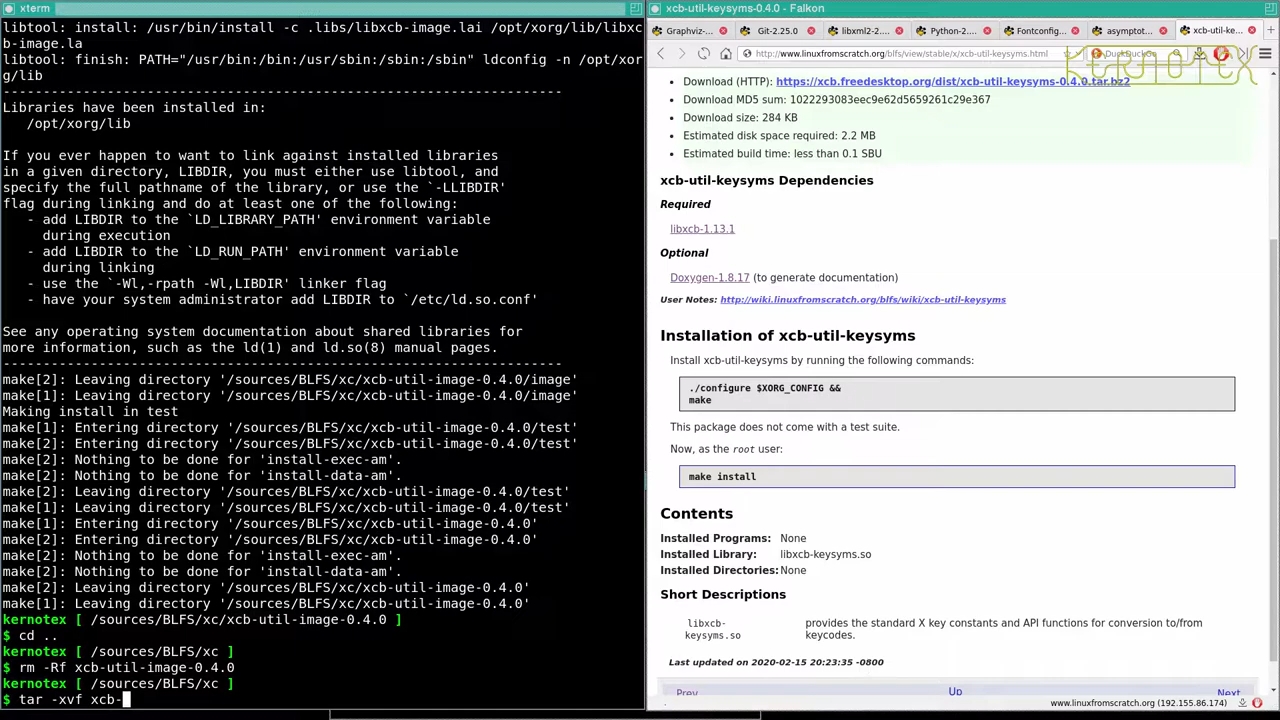 xterm
libtool: install: /usr/bin/install -c .libs/libxcb-image.lai /opt/xorg/lib/libxc
b-image.la
libtool: finish: PATH="/usr/bin:/bin:/usr/sbin:/sbin:/sbin" ldconfig -n /opt/xor
g/lib
----------------------------------------------------------------------
Libraries have been installed in:
   /opt/xorg/lib
If you ever happen to want to link against installed libraries
in a given directory, LIBDIR, you must either use libtool, and
specify the full pathname of the library, or use the `-LLIBDIR'
flag during linking and do at least one of the following:
   - add LIBDIR to the `LD_LIBRARY_PATH' environment variable
     during execution
   - add LIBDIR to the `LD_RUN_PATH' environment variable
     during linking
   - use the `-Wl,-rpath -Wl,LIBDIR' linker flag
   - have your system administrator add LIBDIR to `/etc/ld.so.conf'
See any operating system documentation about shared libraries for
more information, such as the ld(1) and ld.so(8) manual pages.
----------------------------------------------------------------------
make[2]: Leaving directory '/sources/BLFS/xc/xcb-util-image-0.4.0/image'
make[1]: Leaving directory '/sources/BLFS/xc/xcb-util-image-0.4.0/image'
Making install in test
make[1]: Entering directory '/sources/BLFS/xc/xcb-util-image-0.4.0/test'
make[2]: Entering directory '/sources/BLFS/xc/xcb-util-image-0.4.0/test'
make[2]: Nothing to be done for 'install-exec-am'.
make[2]: Nothing to be done for 'install-data-am'.
make[2]: Leaving directory '/sources/BLFS/xc/xcb-util-image-0.4.0/test'
make[1]: Leaving directory '/sources/BLFS/xc/xcb-util-image-0.4.0/test'
make[1]: Entering directory '/sources/BLFS/xc/xcb-util-image-0.4.0'
make[2]: Entering directory '/sources/BLFS/xc/xcb-util-image-0.4.0'
make[2]: Nothing to be done for 'install-exec-am'.
make[2]: Nothing to be done for 'install-data-am'.
make[2]: Leaving directory '/sources/BLFS/xc/xcb-util-image-0.4.0'
make[1]: Leaving directory '/sources/BLFS/xc/xcb-util-image-0.4.0'
kernotex [ /sources/BLFS/xc/xcb-util-image-0.4.0 ]
$ cd ..
kernotex [ /sources/BLFS/xc ]
$ rm -Rf xcb-util-image-0.4.0
kernotex [ /sources/BLFS/xc ]
$ tar -xvf xcb-
xcb-util-keysyms-0.4.0 - Falkon
Graphviz-... Git-2.25.0 libxml2-2... Python-2... Fontconfig... asymptot... xcb-util-ke...
http://www.linuxfromscratch.org/blfs/view/stable/x/xcb-util-keysyms.html DuckDuckGo
KERNOTEX
Download (HTTP): https://xcb.freedesktop.org/dist/xcb-util-keysyms-0.4.0.tar.bz2
Download MD5 sum: 1022293083eec9e62d5659261c29e367
Download size: 284 KB
Estimated disk space required: 2.2 MB
Estimated build time: less than 0.1 SBU
xcb-util-keysyms Dependencies
Required
libxcb-1.13.1
Optional
Doxygen-1.8.17 (to generate documentation)
User Notes: http://wiki.linuxfromscratch.org/blfs/wiki/xcb-util-keysyms
Installation of xcb-util-keysyms
Install xcb-util-keysyms by running the following commands:
./configure $XORG_CONFIG &&
make
This package does not come with a test suite.
Now, as the root user:
make install
Contents
Installed Programs: None
Installed Library: libxcb-keysyms.so
Installed Directories: None
Short Descriptions
libxcb-keysyms.so provides the standard X key constants and API functions for conversion to/from
keycodes.
Last updated on 2020-02-15 20:23:35 -0800
Prev Up Next
www.linuxfromscratch.org (192.155.86.174)